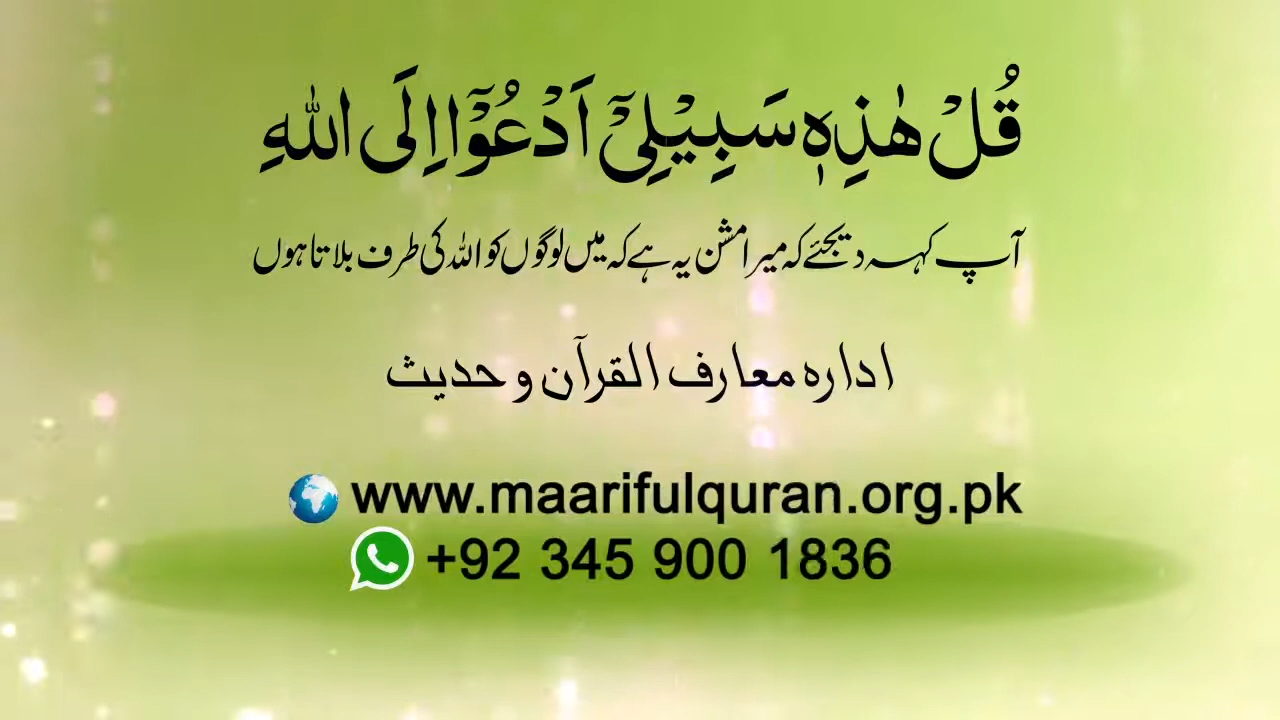 قُلْ هٰذِهٖ سَبِیْلِیْۤ اَدْعُوْۤا اِلَی اللّٰهِ
آپ کہہ دیجئے کہ میرا مشن یہ ہے کہ میں لوگوں کو اللہ کی طرف بلاتا ہوں
ادارہ معارف القرآن و حدیث
www.maarifulquran.org.pk
+92 345 900 1836